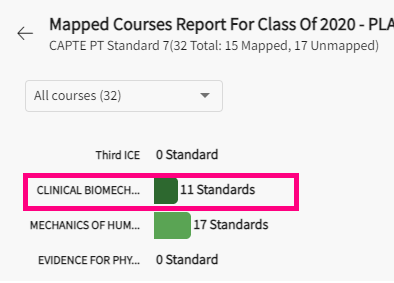 Mapped Courses Report For Class Of 2020 - PLA
CAPTE PT Standard 7(32 Total: 15 Mapped, 17 Unmapped)
All courses (32)
Third ICE 0 Standard
CLINICAL BIOMECH... 11 Standards
MECHANICS OF HUM... 17 Standards
EVIDENCE FOR PHY... 0 Standard